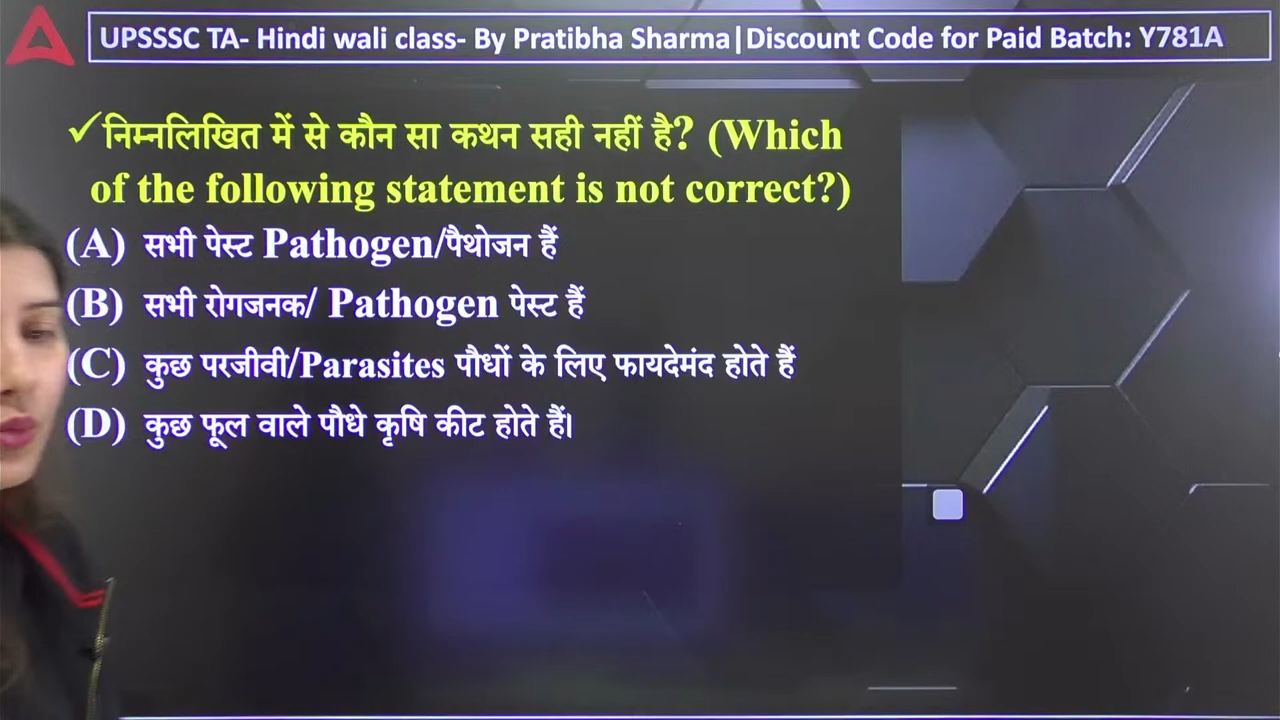 UPSSSC TA- Hindi wali class- By Pratibha Sharma|Discount Code for Paid Batch: Y781A
✓निम्नलिखित में से कौन सा कथन सही नहीं है? (Which
of the following statement is not correct?)
(A) सभी पेस्ट Pathogen/पैथोजन हैं
(B) सभी रोगजनक/ Pathogen पेस्ट हैं
(C) कुछ परजीवी/Parasites पौधों के लिए फायदेमंद होते हैं
(D) कुछ फूल वाले पौधे कृषि कीट होते हैं।